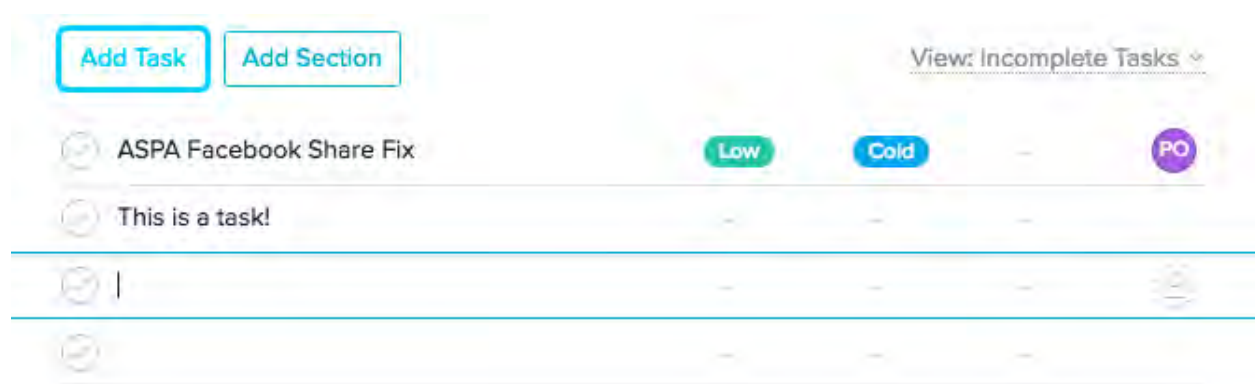 Add Task Add Section View: Incomplete Tasks
ASPA Facebook Share Fix Low Cold – PO
This is a task! – – –
– – –
– – –